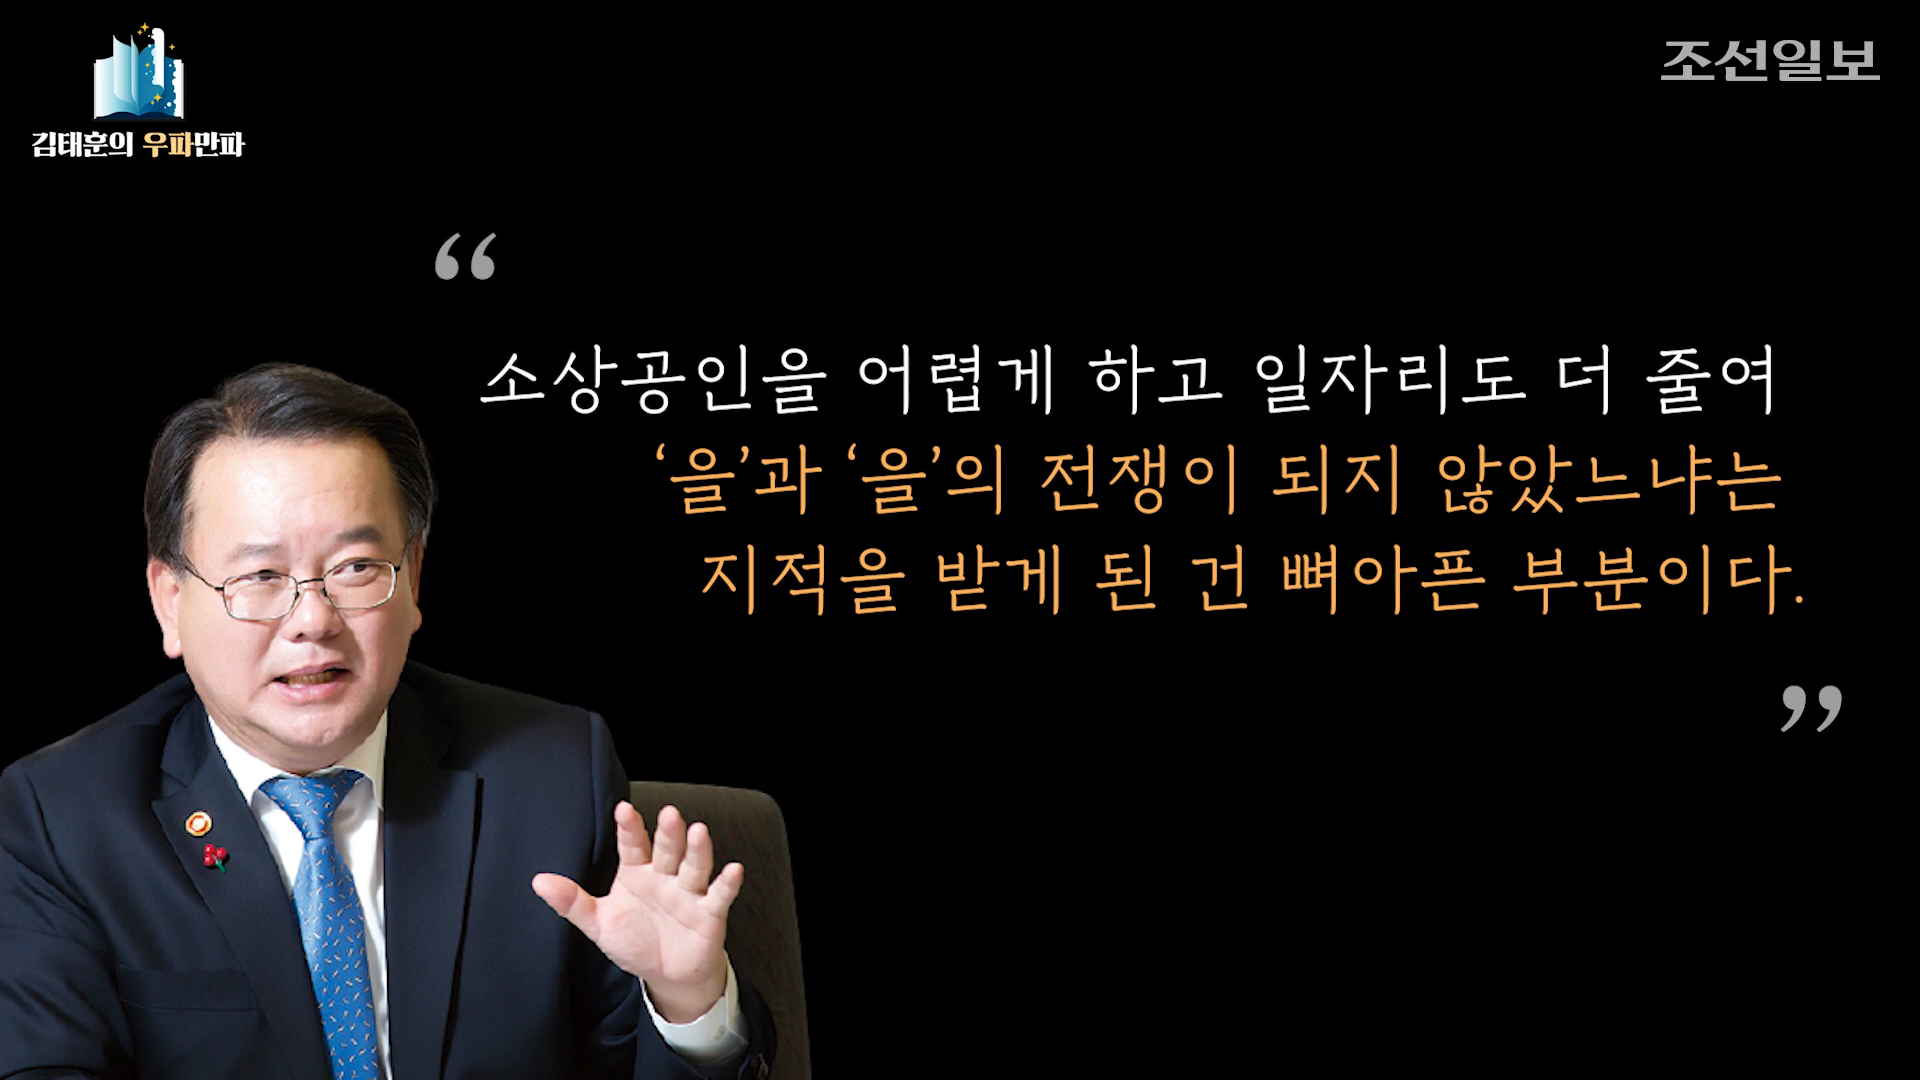 김태훈의 우파만파
조선일보
“
소상공인을 어렵게 하고 일자리도 더 줄여
‘을’과 ‘을’의 전쟁이 되지 않았느냐는
지적을 받게 된 건 뼈아픈 부분이다.
”